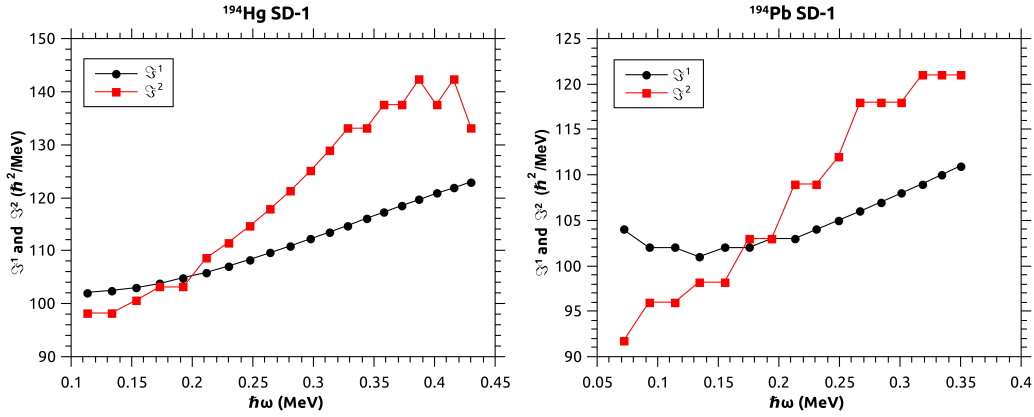 ¹⁹⁴Hg SD-1
150
140
130
120
110
100
90
0.1 0.15 0.2 0.25 0.3 0.35 0.4 0.45
ℑ¹ and ℑ² (ħ²/MeV)
ħω (MeV)
ℑ¹
ℑ²
¹⁹⁴Pb SD-1
125
120
115
110
105
100
95
90
0.05 0.1 0.15 0.2 0.25 0.3 0.35 0.4
ℑ¹ and ℑ² (ħ²/MeV)
ħω (MeV)
ℑ¹
ℑ²